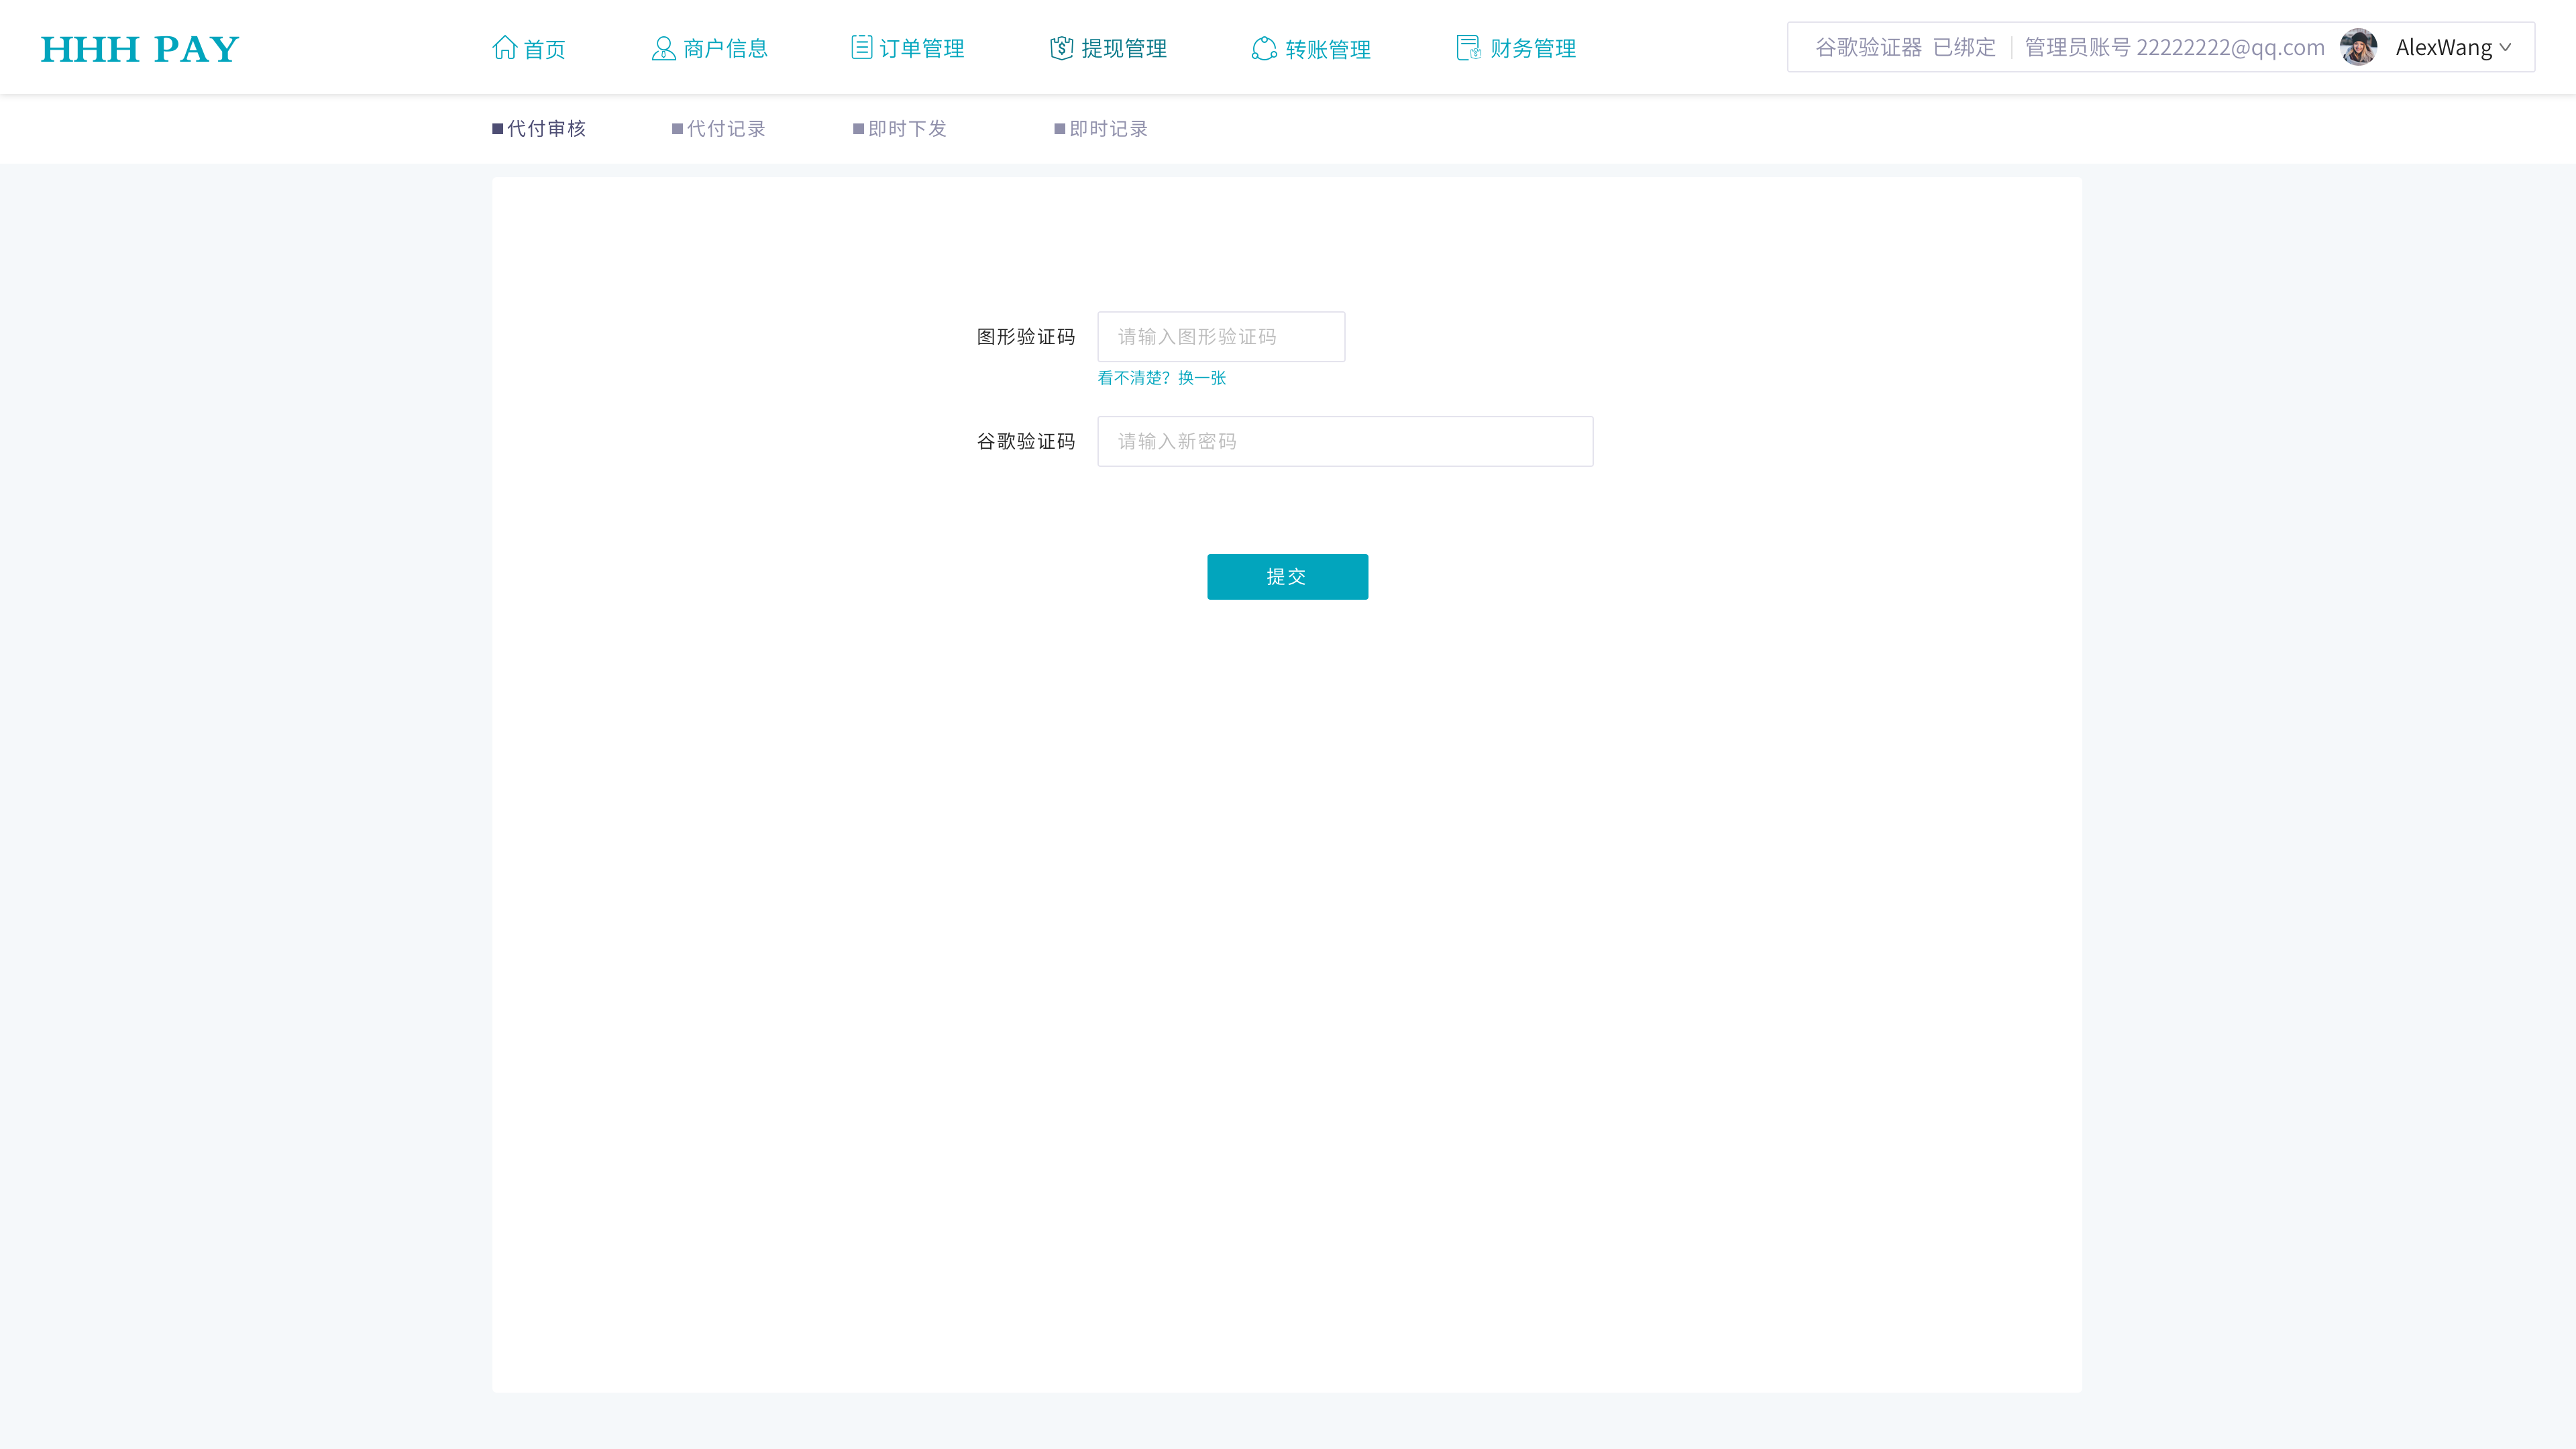 HHH PAY 首页 商户信息 订单管理 提现管理 转账管理 财务管理 谷歌验证器 已绑定 管理员账号 22222222@qq.com AlexWang
代付审核 代付记录 即时下发 即时记录
图形验证码 请输入图形验证码
看不清楚？换一张
谷歌验证码 请输入新密码
提交